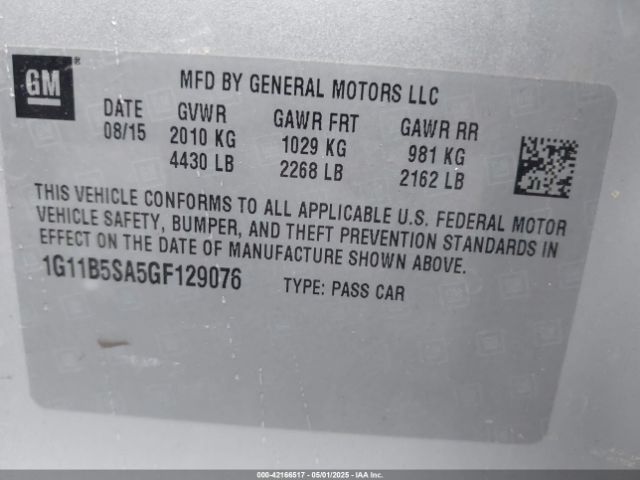 GM
®
MFD BY GENERAL MOTORS LLC
DATE GVWR GAWR FRT GAWR RR
08/15 2010 KG 1029 KG 981 KG
4430 LB 2268 LB 2162 LB
THIS VEHICLE CONFORMS TO ALL APPLICABLE U.S. FEDERAL MOTOR
VEHICLE SAFETY, BUMPER, AND THEFT PREVENTION STANDARDS IN
EFFECT ON THE DATE OF MANUFACTURE SHOWN ABOVE.
1G11B5SA5GF129076 TYPE: PASS CAR
000-42166517 - 05/01/2025 - IAAI.COM